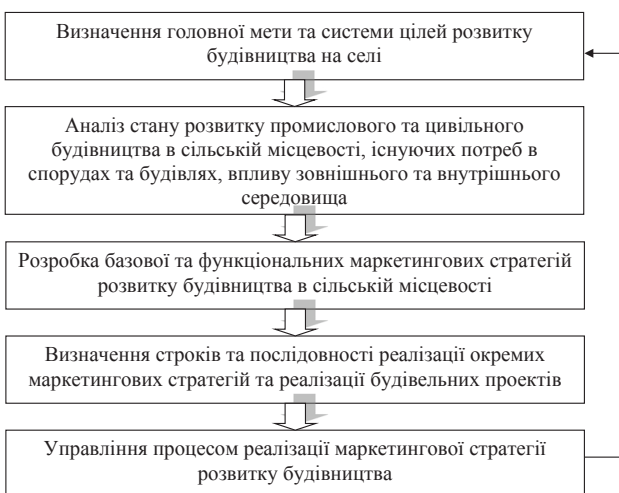 Визначення головної мети та системи цілей розвитку
будівництва на селі
Аналіз стану розвитку промислового та цивільного
будівництва в сільській місцевості, існуючих потреб в
спорудах та будівлях, впливу зовнішнього та внутрішнього
середовища
Розробка базової та функціональних маркетингових стратегій
розвитку будівництва в сільській місцевості
Визначення строків та послідовності реалізації окремих
маркетингових стратегій та реалізації будівельних проектів
Управління процесом реалізації маркетингової стратегії
розвитку будівництва